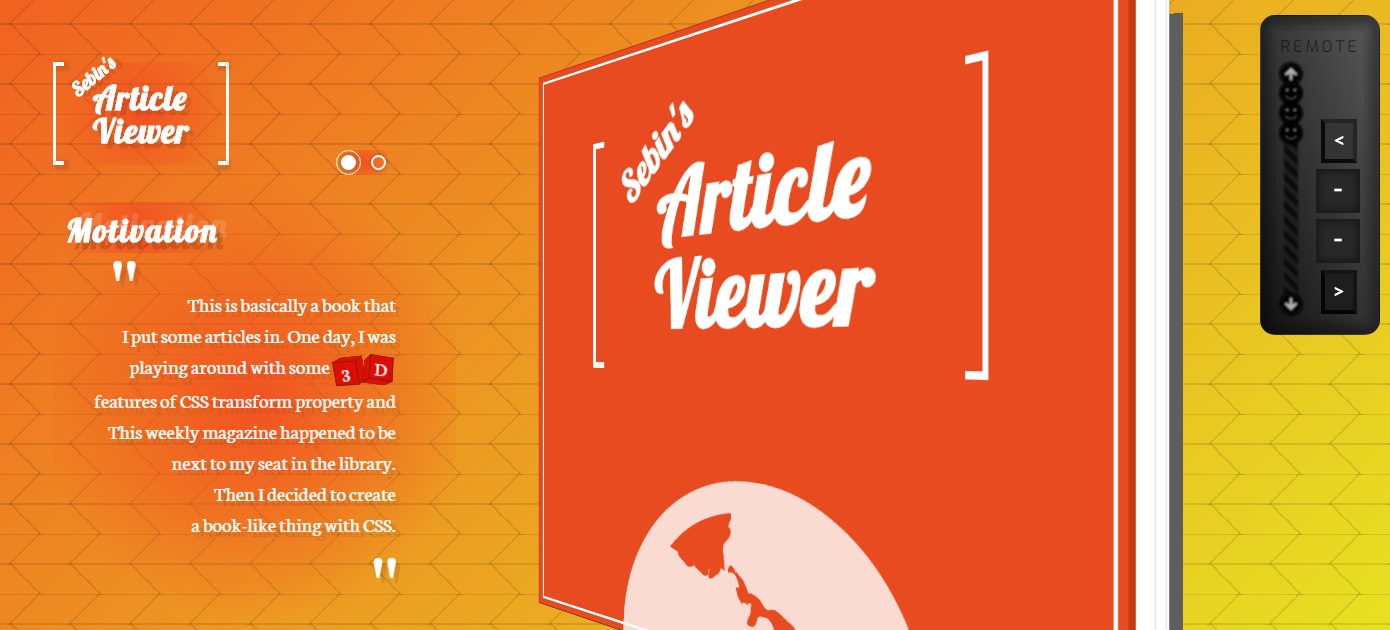 Sebin's
Article
Viewer
Motivation
"
This is basically a book that
I put some articles in. One day, I was
playing around with some 3 D
features of CSS transform property and
This weekly magazine happened to be
next to my seat in the library.
Then I decided to create
a book-like thing with CSS.
"
Sebin's
Article
Viewer
REMOTE
<
-
-
>